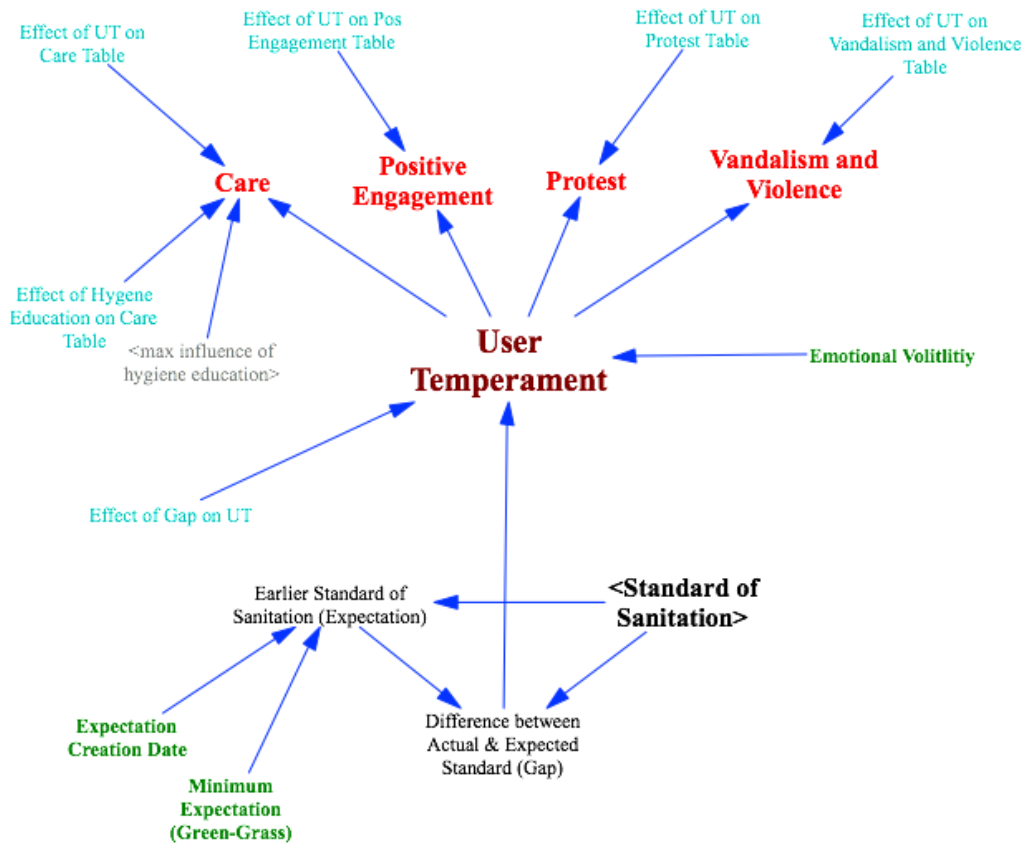 Effect of UT on
Care Table
Effect of UT on Pos
Engagement Table
Effect of UT on
Protest Table
Effect of UT on
Vandalism and Violence
Table
Care
Positive
Engagement
Protest
Vandalism and
Violence
Effect of Hygene
Education on Care
Table
<max influence of
hygiene education>
User
Temperament
Emotional Volitlitiy
Effect of Gap on UT
Earlier Standard of
Sanitation (Expectation)
<Standard of
Sanitation>
Expectation
Creation Date
Difference between
Actual & Expected
Standard (Gap)
Minimum
Expectation
(Green-Grass)